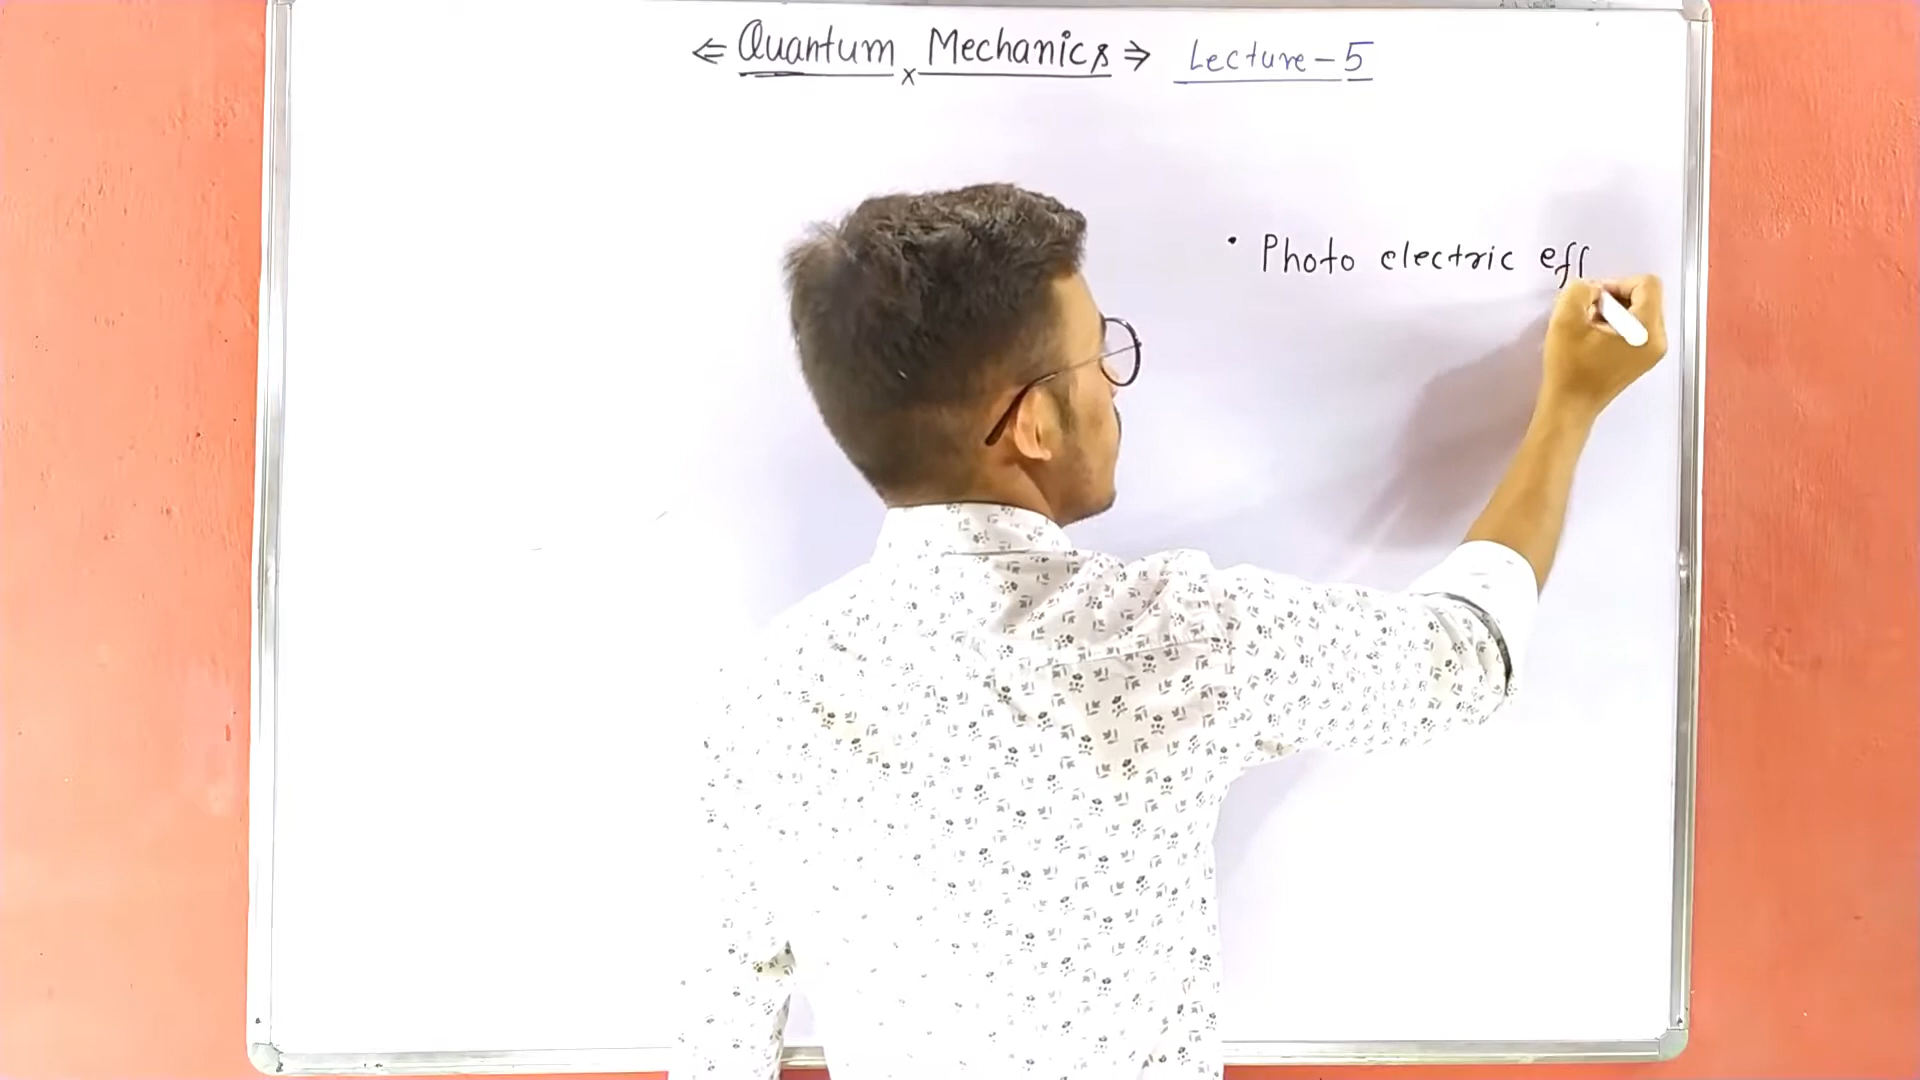 ⇐ Quantum x Mechanics ⇒ Lecture-5
• Photo electric eff